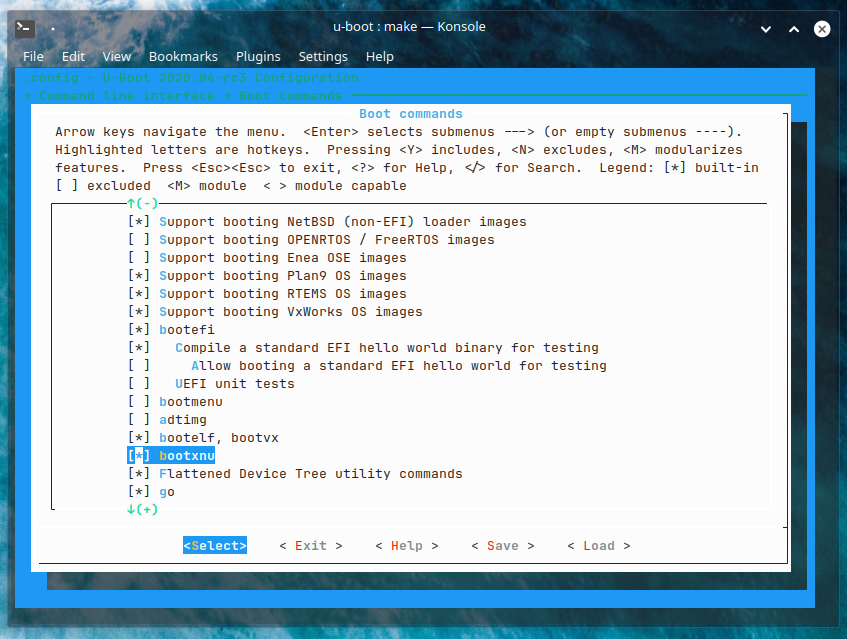 u-boot : make — Konsole
File Edit View Bookmarks Plugins Settings Help
.config - U-Boot 2020.04-rc3 Configuration
→ Command line interface → Boot commands
Boot commands
Arrow keys navigate the menu.  <Enter> selects submenus ---> (or empty submenus ----).
Highlighted letters are hotkeys.  Pressing <Y> includes, <N> excludes, <M> modularizes
features.  Press <Esc><Esc> to exit, <?> for Help, </> for Search.  Legend: [*] built-in
[ ] excluded  <M> module  < > module capable
↑(-)
[*] Support booting NetBSD (non-EFI) loader images
[ ] Support booting OPENRTOS / FreeRTOS images
[ ] Support booting Enea OSE images
[*] Support booting Plan9 OS images
[*] Support booting RTEMS OS images
[*] Support booting VxWorks OS images
[*] bootefi
[*]   Compile a standard EFI hello world binary for testing
[ ]     Allow booting a standard EFI hello world for testing
[ ]   UEFI unit tests
[ ] bootmenu
[ ] adtimg
[*] bootelf, bootvx
[*] bootxnu
[*] Flattened Device Tree utility commands
[*] go
↓(+)
<Select>    < Exit >    < Help >    < Save >    < Load >